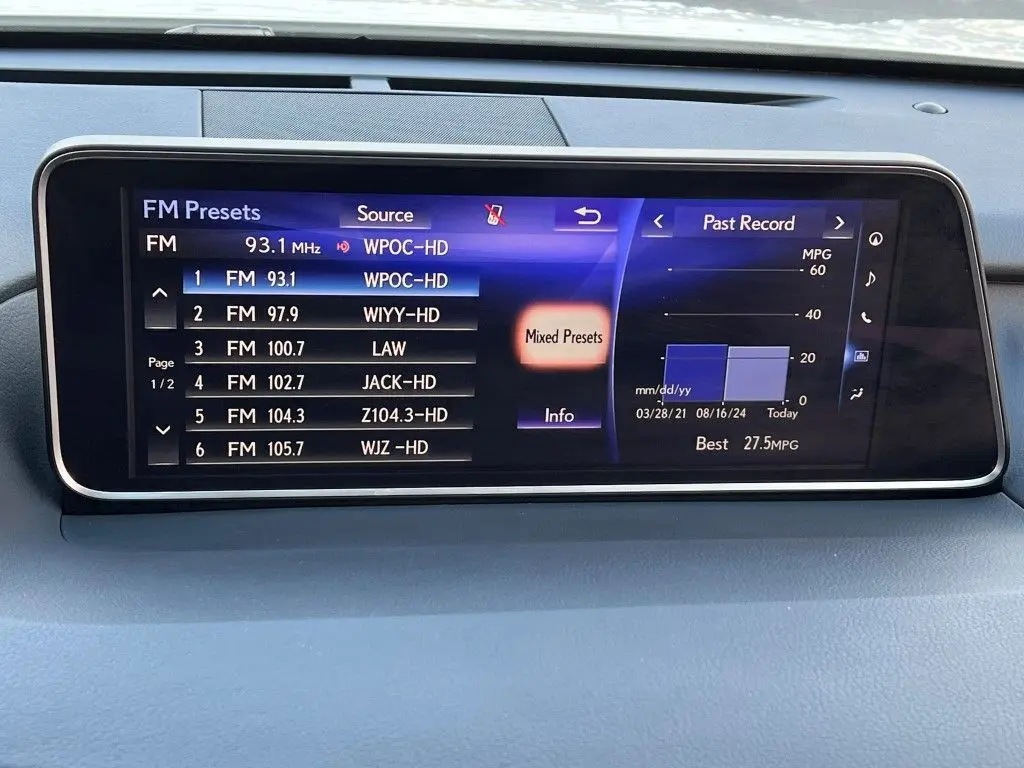 FM Presets
Source
FM 93.1 MHz WPOC-HD
1 FM 93.1 WPOC-HD
2 FM 97.9 WIYY-HD
3 FM 100.7 LAW
4 FM 102.7 JACK-HD
5 FM 104.3 Z104.3-HD
6 FM 105.7 WJZ -HD
Page
1/2
Mixed Presets
Info
Past Record
MPG
60
40
20
0
mm/dd/yy
03/28/21 08/16/24 Today
Best 27.5MPG